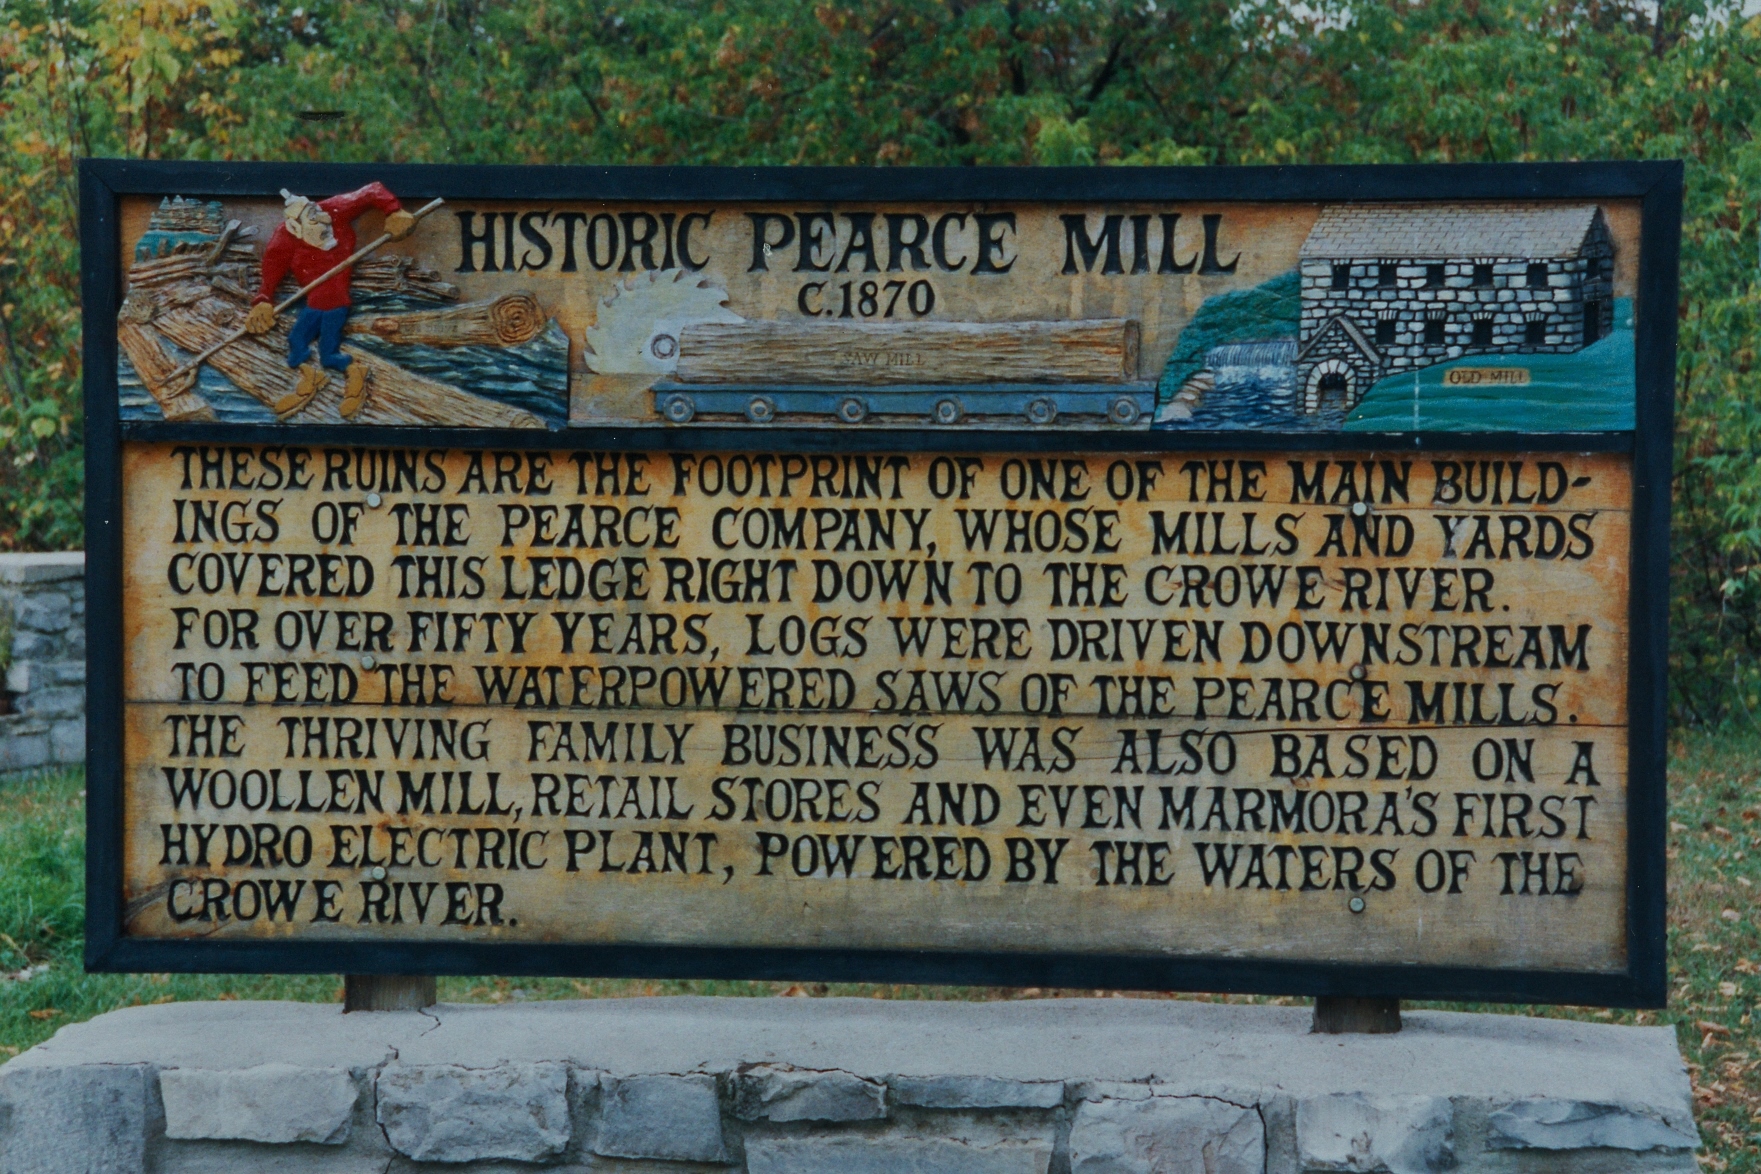 HISTORIC PEARCE MILL
C.1870
SAW MILL
OLD MILL
THESE RUINS ARE THE FOOTPRINT OF ONE OF THE MAIN BUILD-
INGS OF THE PEARCE COMPANY, WHOSE MILLS AND YARDS
COVERED THIS LEDGE RIGHT DOWN TO THE CROWE RIVER.
FOR OVER FIFTY YEARS, LOGS WERE DRIVEN DOWNSTREAM
TO FEED THE WATERPOWERED SAWS OF THE PEARCE MILLS.
THE THRIVING FAMILY BUSINESS WAS ALSO BASED ON A
WOOLLEN MILL, RETAIL STORES AND EVEN MARMORA'S FIRST
HYDRO ELECTRIC PLANT, POWERED BY THE WATERS OF THE
CROWE RIVER.